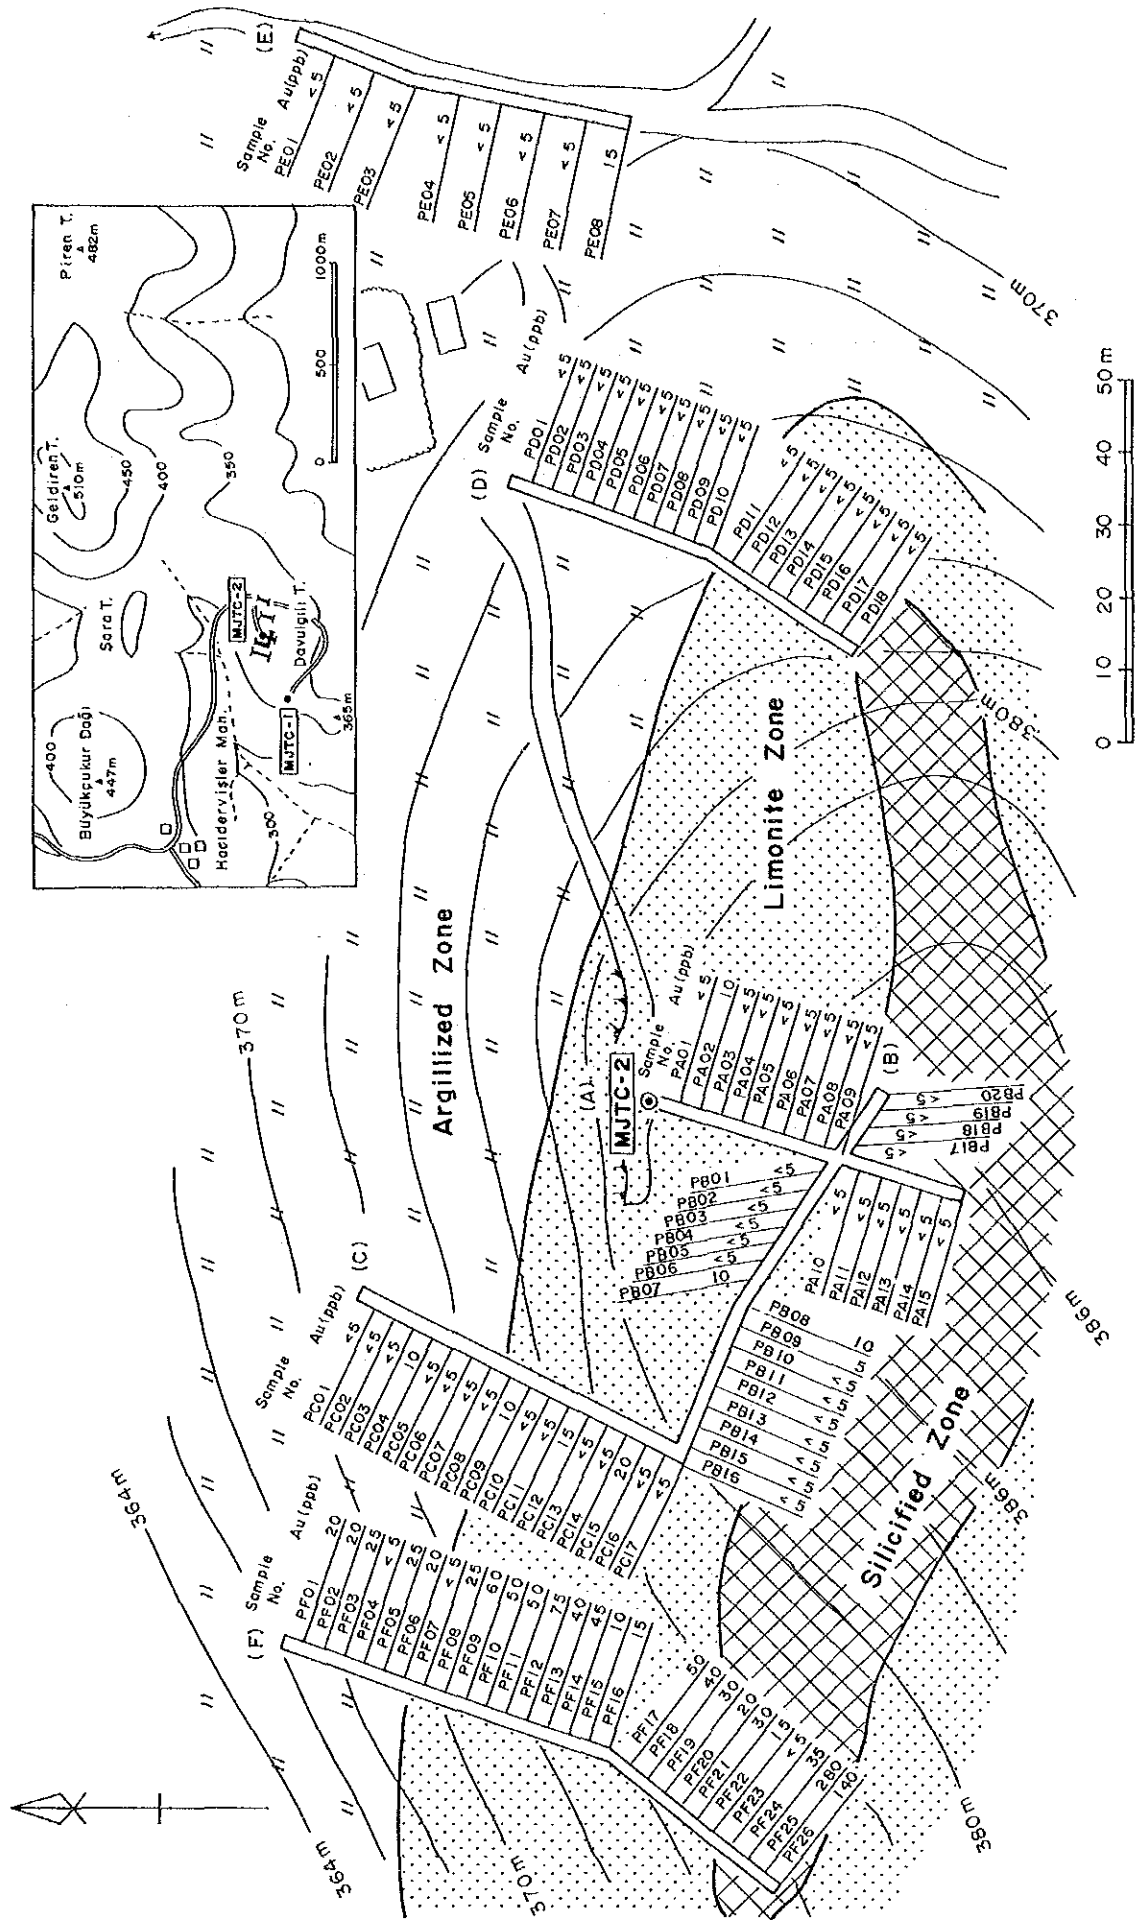 (E)
Sample No. Au(ppb)
PE01 <5
PE02 <5
PE03 <5
PE04 <5
PE05 <5
PE06 <5
PE07 <5
PE08 15
Piren T.
482m
Geldiren T.
510m
450
400
350
Şara T.
Büyükçukur Dağı
447m
400
Hacıdervişler Mah.
300
MJTC-2
MJTC-1
Davulgili T.
365m
0 500 1000m
(D)
Sample No. Au(ppb)
PD01 <5
PD02 <5
PD03 <5
PD04 <5
PD05 <5
PD06 <5
PD07 <5
PD08 <5
PD09 <5
PD10 <5
PD11 <5
PD12 <5
PD13 <5
PD14 <5
PD15 <5
PD16 <5
PD17 <5
PD18 <5
370m
380m
Limonite Zone
Argillized Zone
370m
(A)
MJTC-2
Sample No. Au(ppb)
PA01 <5
PA02 10
PA03 <5
PA04 <5
PA05 <5
PA06 <5
PA07 <5
PA08 <5
PA09 <5
PA10 <5
PA11 <5
PA12 <5
PA13 <5
PA14 <5
PA15 <5
(B)
PB01 <5
PB02 <5
PB03 <5
PB04 <5
PB05 <5
PB06
PB07 10
PB08 10
PB09 5
PB10 <5
PB11 <5
PB12 <5
PB13 <5
PB14 <5
PB15 <5
PB16 <5
PB17 <5
PB18 <5
PB19 <5
PB20 <5
(C)
Sample No. Au(ppb)
PC01 <5
PC02 <5
PC03 <5
PC04 10
PC05 <5
PC06 <5
PC07 <5
PC08 <5
PC09 10
PC10 <5
PC11 <5
PC12 15
PC13 <5
PC14 <5
PC15 20
PC16 <5
PC17 <5
(F)
Sample No. Au(ppb)
PF01 20
PF02 20
PF03 25
PF04 <5
PF05 25
PF06 20
PF07 <5
PF08 25
PF09 60
PF10 50
PF11 50
PF12 75
PF13 40
PF14 45
PF15 10
PF16 15
PF17 50
PF18 40
PF19 30
PF20 20
PF21 30
PF22 15
PF23 <5
PF24 35
PF25 280
PF26 140
364m
364m
370m
380m
386m
386m
Silicified Zone
0 10 20 30 40 50m